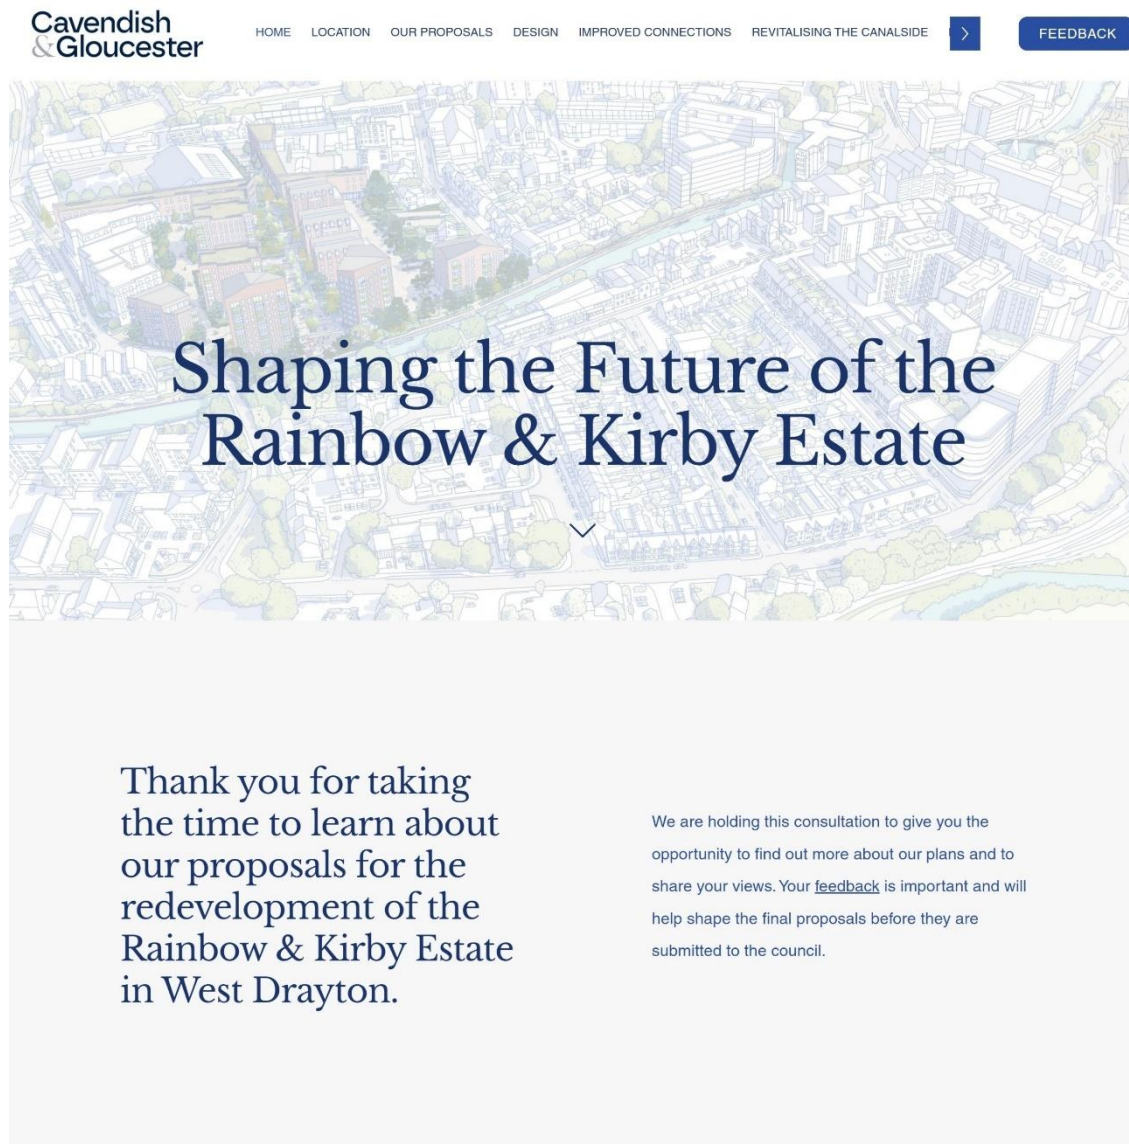 Cavendish
&Gloucester
HOME LOCATION OUR PROPOSALS DESIGN IMPROVED CONNECTIONS REVITALISING THE CANALSIDE
FEEDBACK
Shaping the Future of the
Rainbow & Kirby Estate
Thank you for taking
the time to learn about
our proposals for the
redevelopment of the
Rainbow & Kirby Estate
in West Drayton.
We are holding this consultation to give you the
opportunity to find out more about our plans and to
share your views. Your feedback is important and will
help shape the final proposals before they are
submitted to the council.